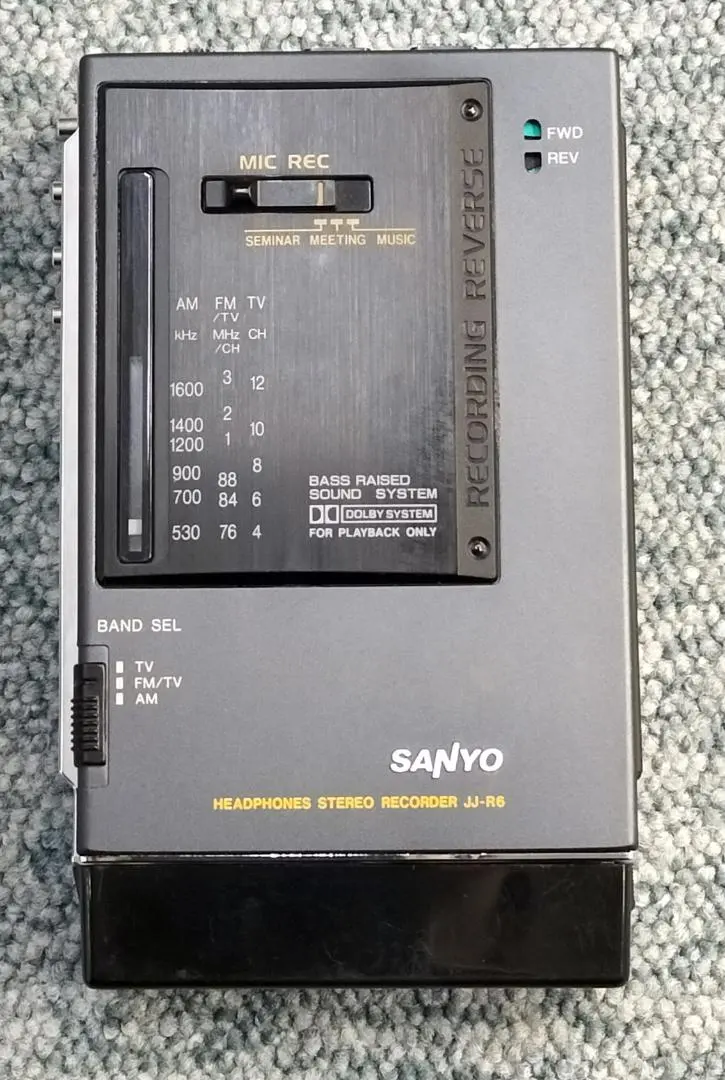 MIC REC
SEMINAR MEETING MUSIC
FWD
REV
RECORDING REVERSE
AM FM/TV TV
kHz MHz/CH CH
3
1600 12
2
1400 10
1200 1
8
900 88
700 84 6
530 76 4
BASS RAISED
SOUND SYSTEM
DOLBY SYSTEM
FOR PLAYBACK ONLY
BAND SEL
TV
FM/TV
AM
SANYO
HEADPHONES STEREO RECORDER JJ-R6